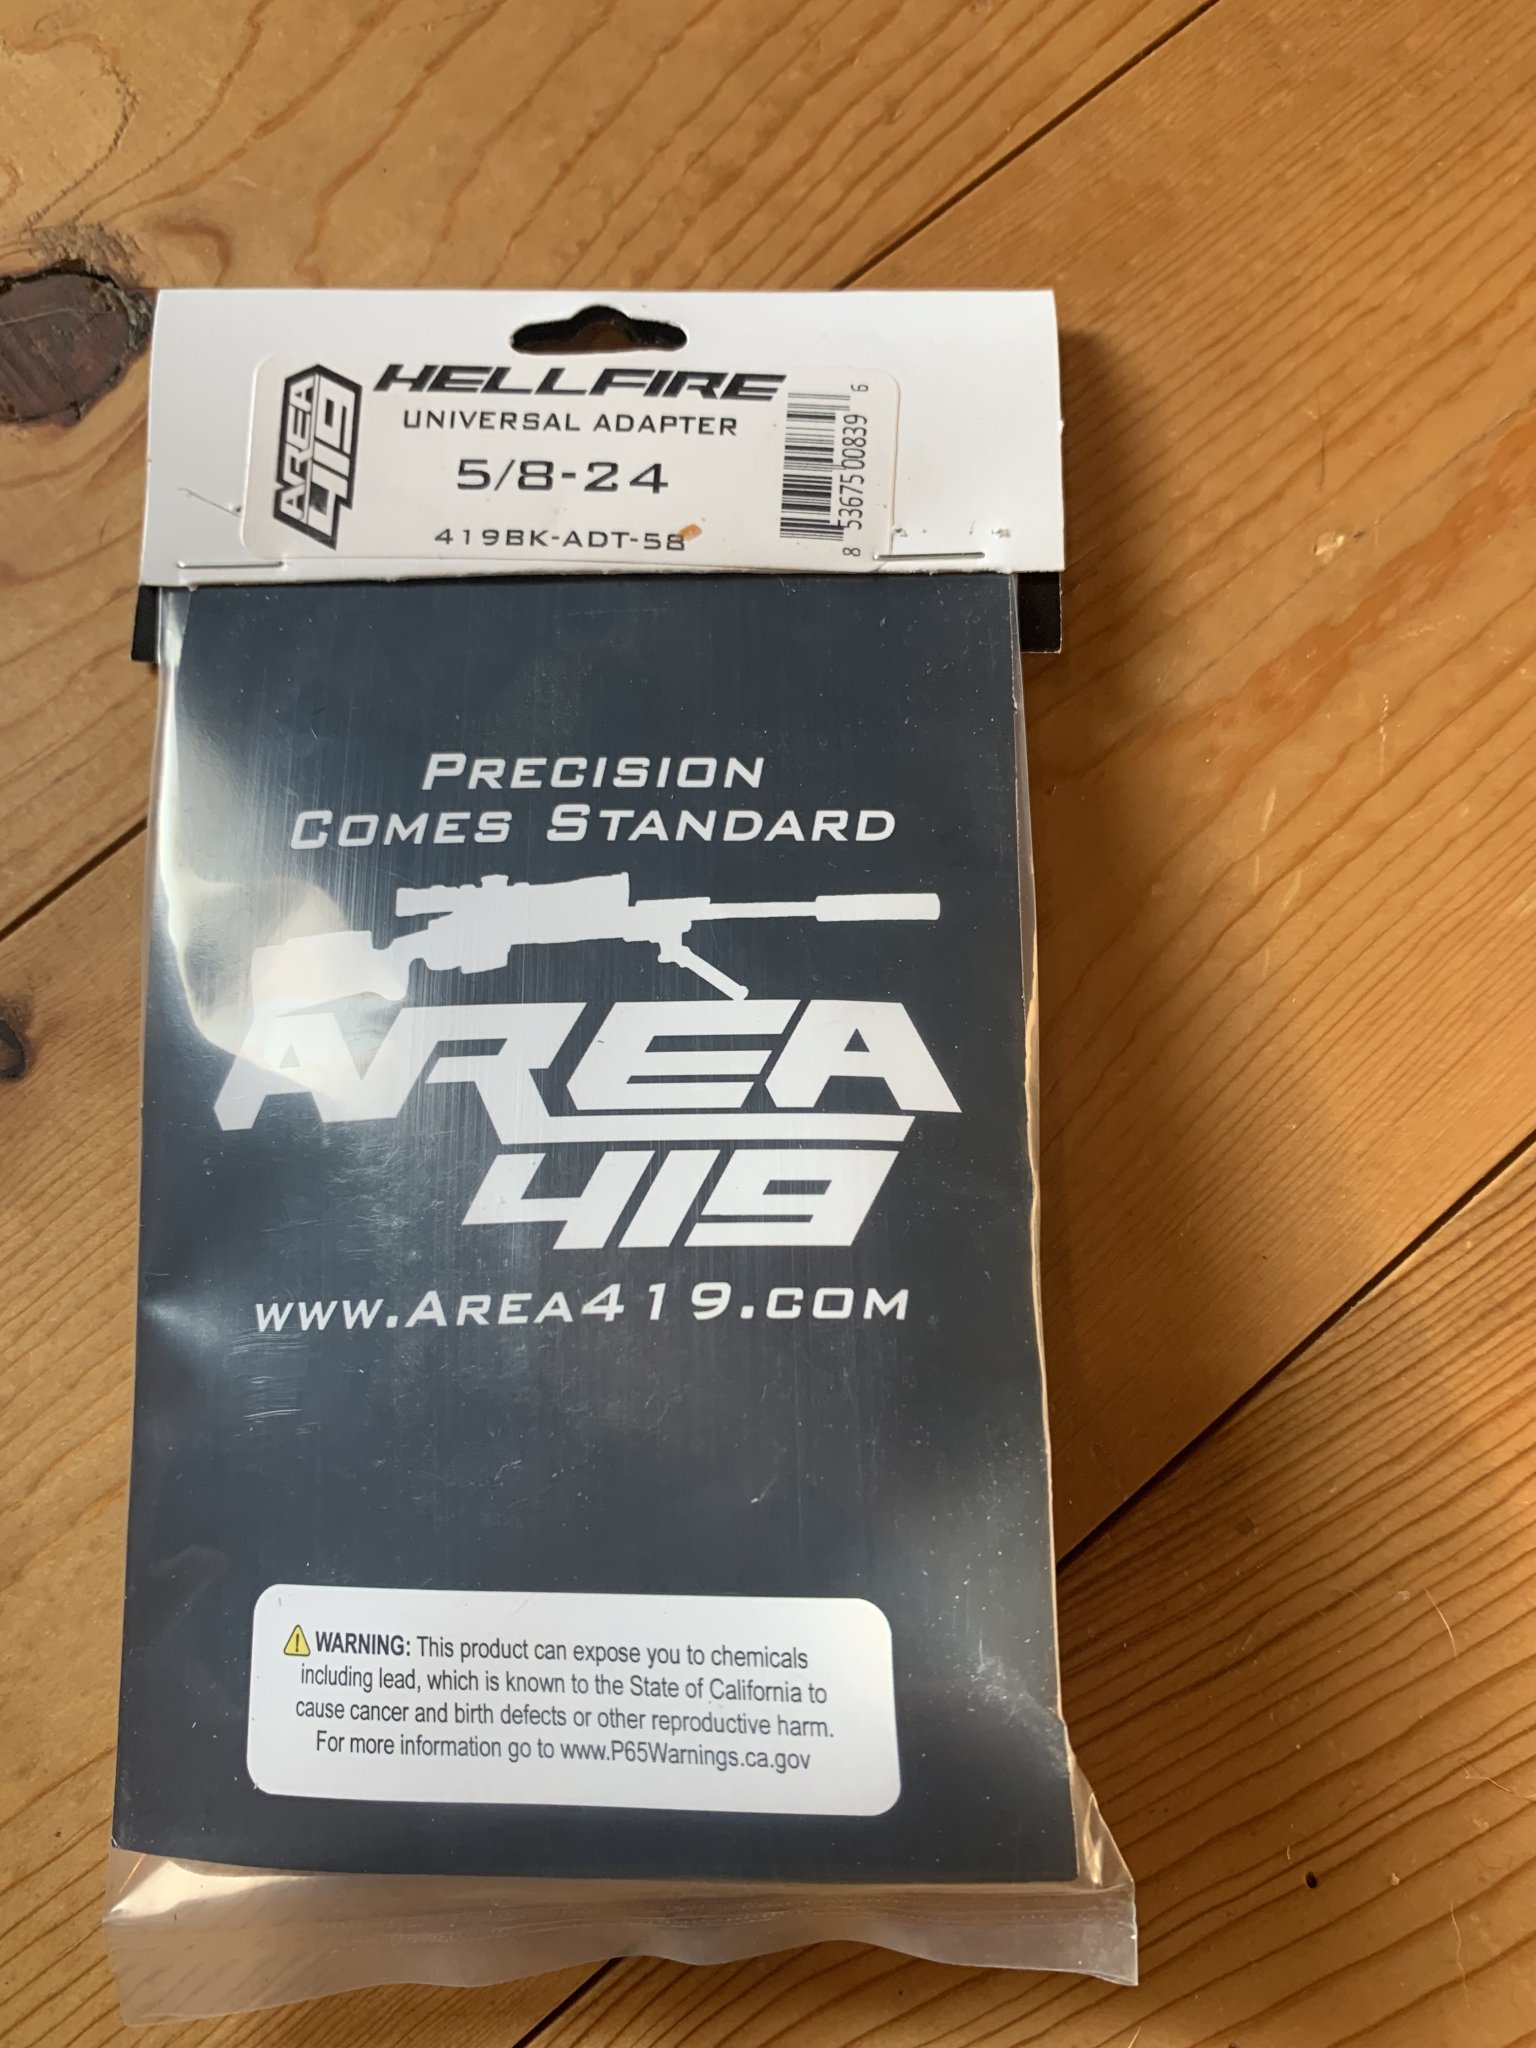 AREA 419
HELLFIRE
UNIVERSAL ADAPTER
5/8-24
419BK-ADT-58
8 53675 00839 6
PRECISION
COMES STANDARD
AREA
419
WWW.AREA419.COM
WARNING: This product can expose you to chemicals
including lead, which is known to the State of California to
cause cancer and birth defects or other reproductive harm.
For more information go to www.P65Warnings.ca.gov